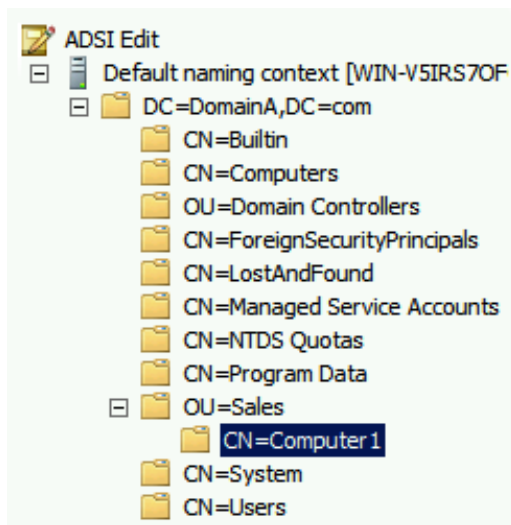 ADSI Edit
Default naming context [WIN-V5IRS7OF
DC=DomainA,DC=com
CN=Builtin
CN=Computers
OU=Domain Controllers
CN=ForeignSecurityPrincipals
CN=LostAndFound
CN=Managed Service Accounts
CN=NTDS Quotas
CN=Program Data
OU=Sales
CN=Computer1
CN=System
CN=Users